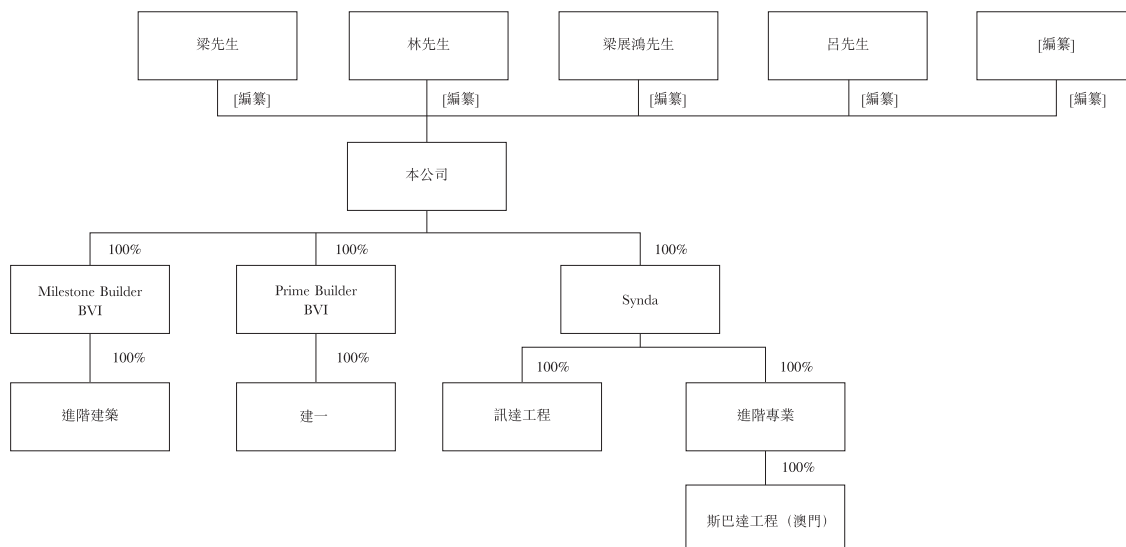 梁先生
林先生
梁展鴻先生
呂先生
[編纂]
[編纂]
[編纂]
[編纂]
[編纂]
[編纂]
本公司
100%
100%
100%
Milestone Builder
BVI
Prime Builder
BVI
Synda
100%
100%
100%
100%
進階建築
建一
訊達工程
進階專業
100%
斯巴達工程（澳門）